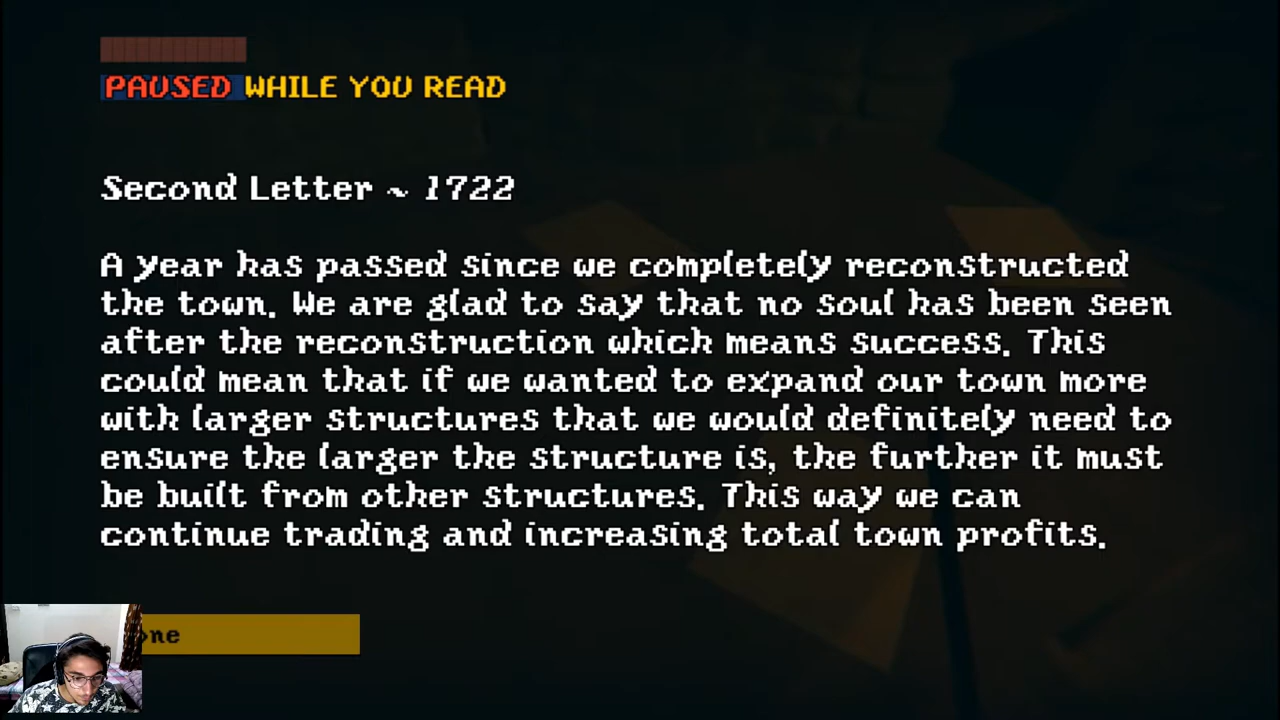 PAUSED WHILE YOU READ
Second Letter ~ 1722
A year has passed since we completely reconstructed
the town. We are glad to say that no soul has been seen
after the reconstruction which means success. This
could mean that if we wanted to expand our town more
with larger structures that we would definitely need to
ensure the larger the structure is, the further it must
be built from other structures. This way we can
continue trading and increasing total town profits.
one